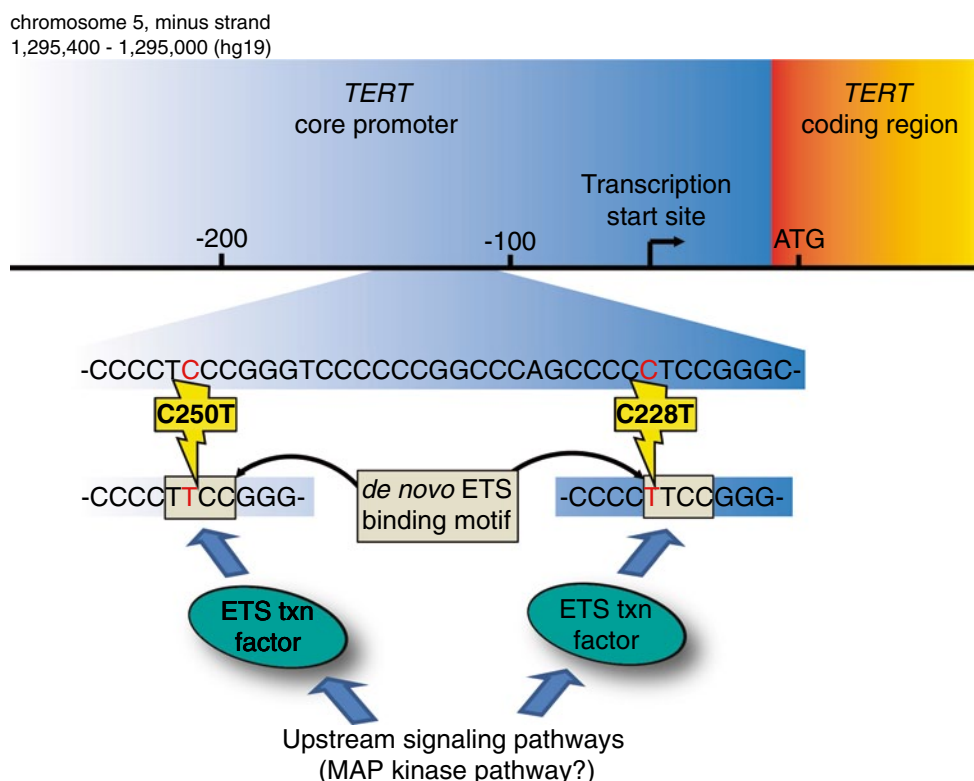 chromosome 5, minus strand
1,295,400 - 1,295,000 (hg19)
TERT
core promoter
TERT
coding region
Transcription
start site
-200
-100
ATG
-CCCCTCCCGGGTCCCCCCGGCCCAGCCCCCTCCGGGC-
C250T
C228T
-CCCCTTCCGGG-
de novo ETS
binding motif
-CCCCTTCCGGG-
ETS txn
factor
ETS txn
factor
Upstream signaling pathways
(MAP kinase pathway?)